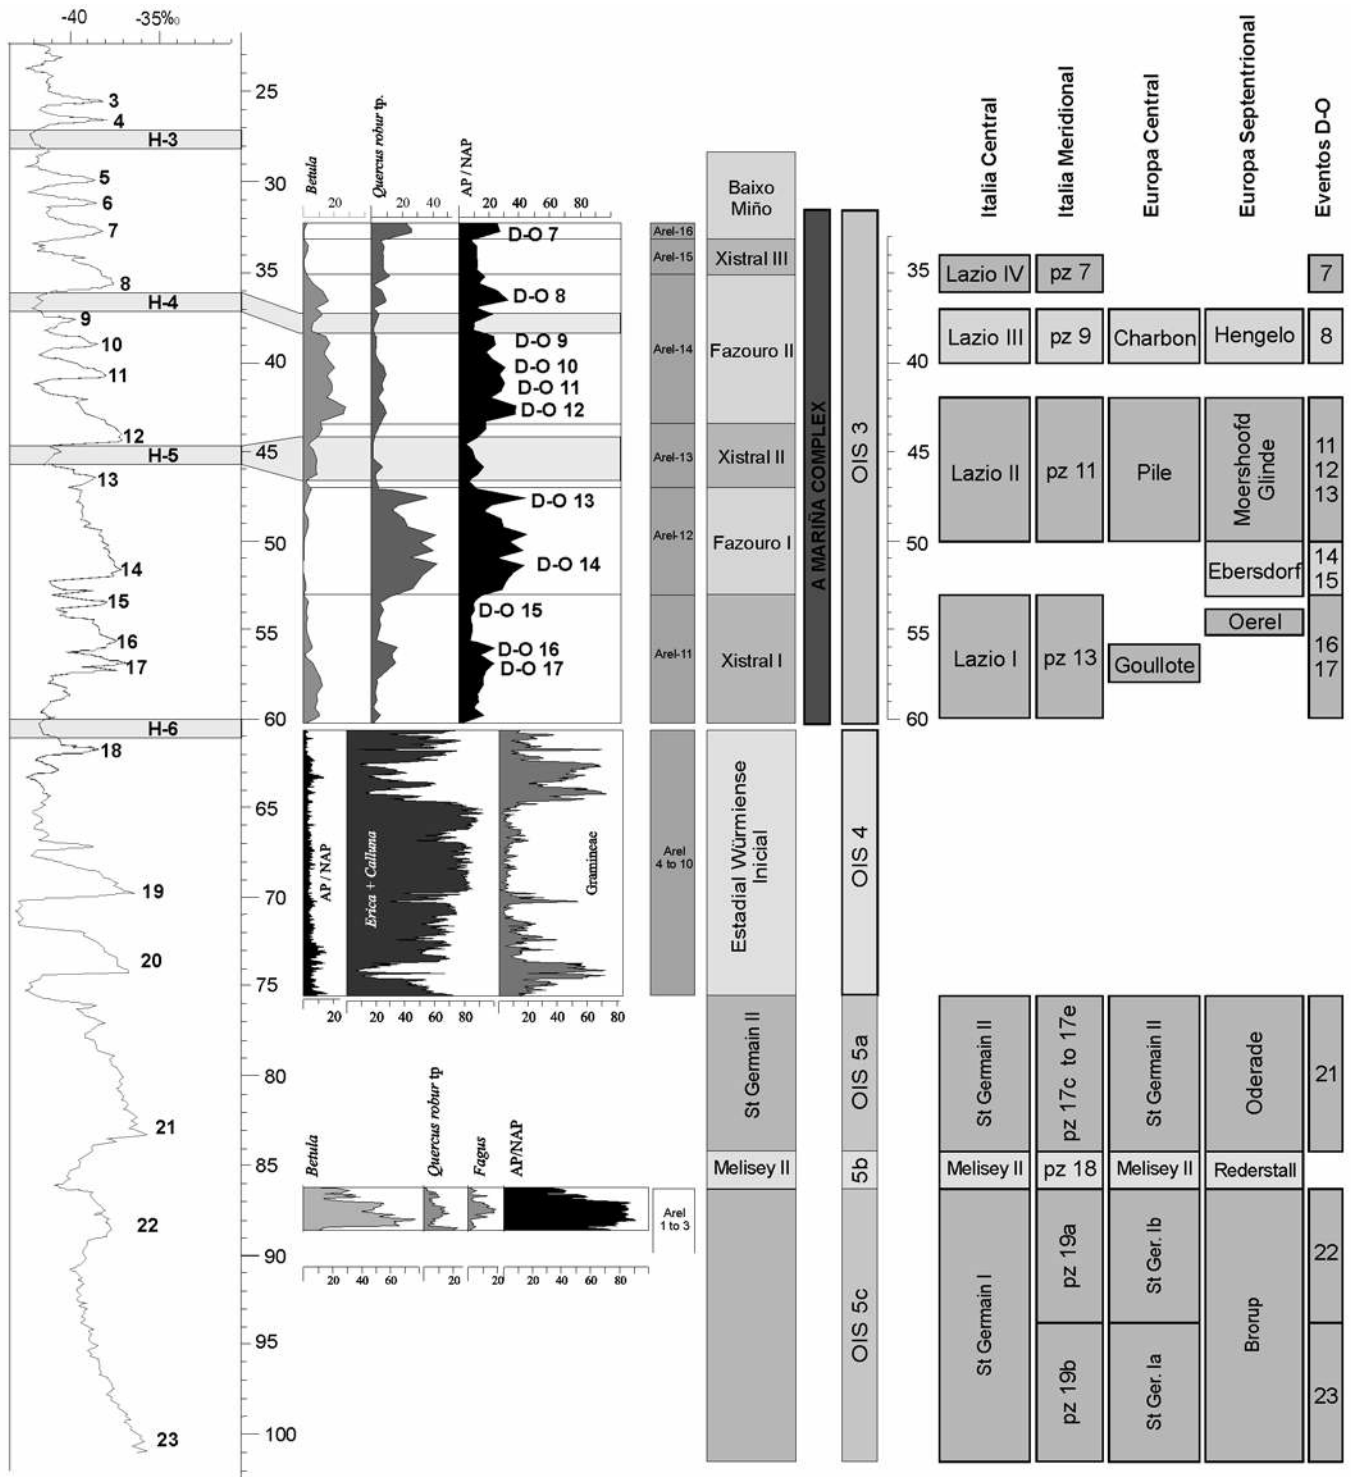 -40 -35‰
25
30
35
40
45
50
55
60
65
70
75
80
85
90
95
100
3
4
H-3
5
6
7
8
H-4
9
10
11
12
H-5
13
14
15
16
17
H-6
18
19
20
21
22
23
Betula
Quercus robur tp.
AP / NAP
20 20 40 20 40 60 80
D-O 7
D-O 8
D-O 9
D-O 10
D-O 11
D-O 12
D-O 13
D-O 14
D-O 15
D-O 16
D-O 17
AP / NAP
Erica + Calluna
Gramineae
20 20 40 60 80 20 40 60 80
Betula
Quercus robur tp
Fagus
AP/NAP
20 40 60 20 20 20 40 60 80
Arel-16
Arel-15
Arel-14
Arel-13
Arel-12
Arel-11
Arel
4 to 10
Arel
1 to 3
Baixo
Miño
Xistral III
Fazouro II
Xistral II
Fazouro I
Xistral I
Estadial Würmiense
Inicial
St Germain II
Melisey II
A MARIÑA COMPLEX
OIS 3
OIS 4
OIS 5a
5b
OIS 5c
35
40
45
50
55
60
Italia Central
Lazio IV
Lazio III
Lazio II
Lazio I
St Germain II
Melisey II
St Germain I
Italia Meridional
pz 7
pz 9
pz 11
pz 13
pz 17c to 17e
pz 18
pz 19a
pz 19b
Europa Central
Charbon
Pile
Goullote
St Germain II
Melisey II
St Ger. Ib
St Ger. Ia
Europa Septentrional
Hengelo
Moershoofd
Glinde
Ebersdorf
Oerel
Oderade
Rederstall
Brorup
Eventos D-O
7
8
11
12
13
14
15
16
17
21
22
23